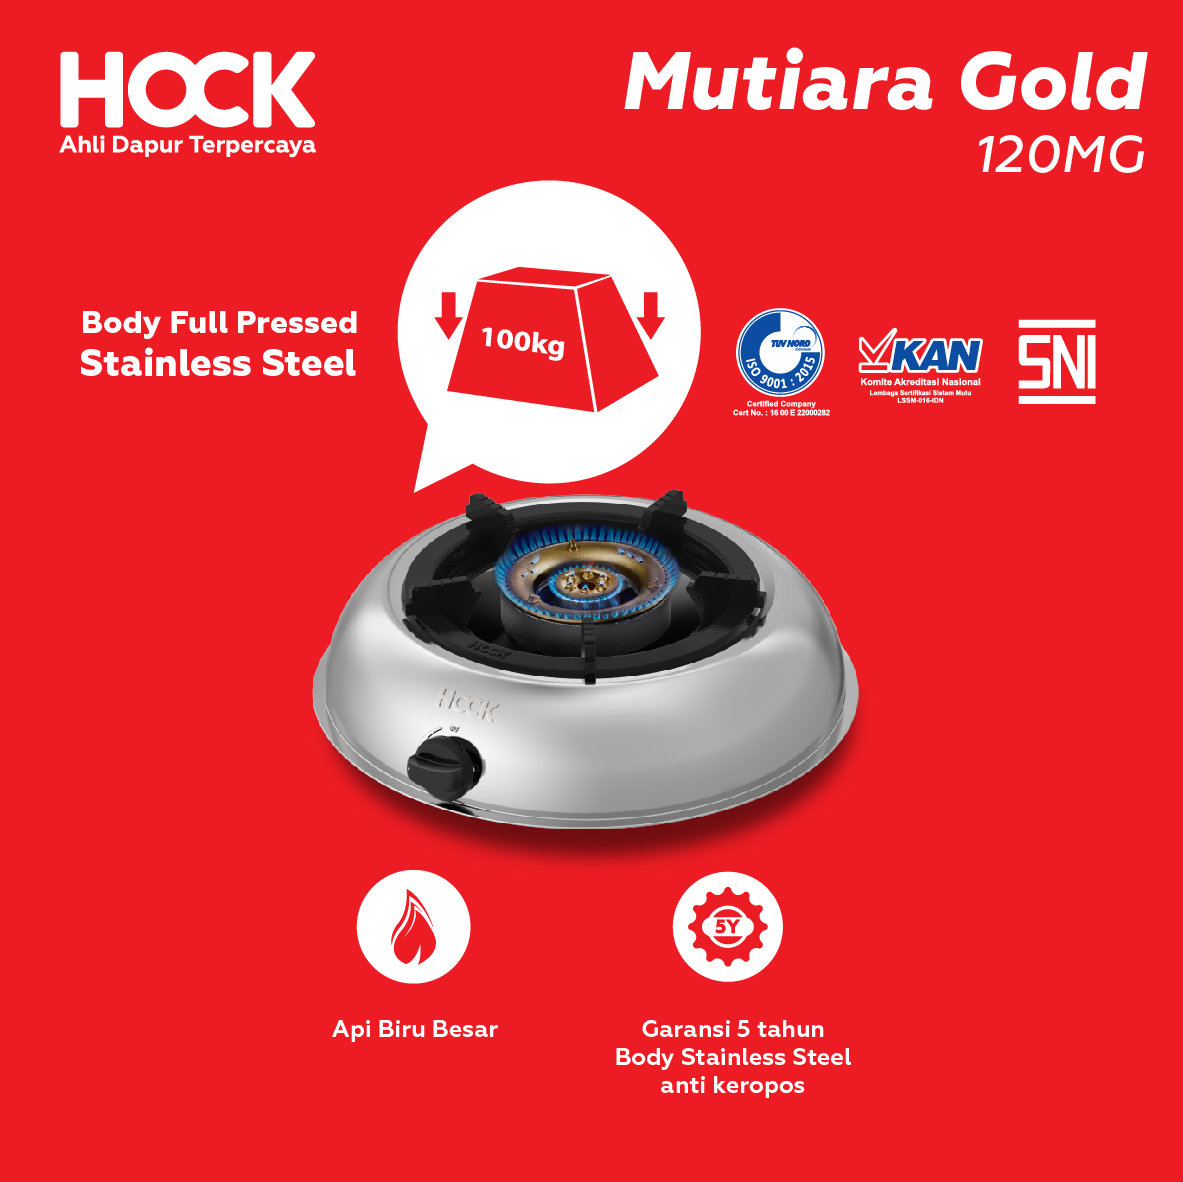 HOCK
Ahli Dapur Terpercaya
Mutiara Gold
120MG
Body Full Pressed
Stainless Steel
100kg
TUV NORD
ISO 9001 : 2015
Certified Company
Cert No. : 16 00 E 22000282
KAN
Komite Akreditasi Nasional
Lembaga Sertifikasi Sistem Mutu
LSSM-016-IDN
SNI
HOCK
HOCK
5Y
Api Biru Besar
Garansi 5 tahun
Body Stainless Steel
anti keropos